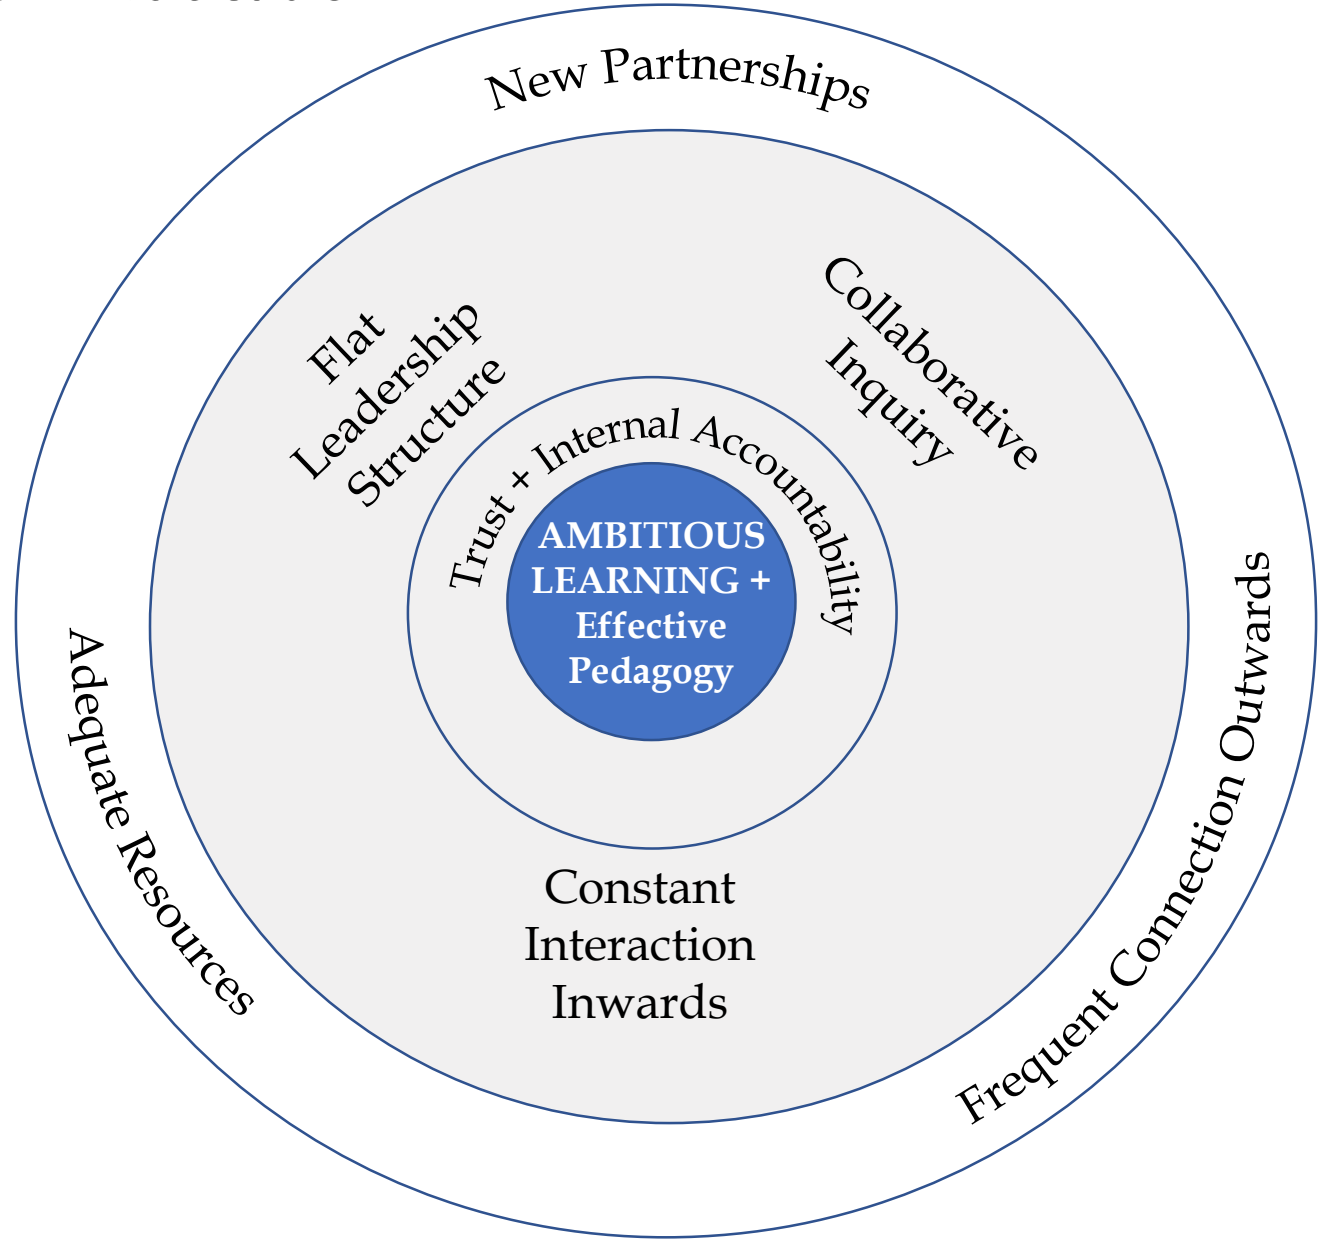 New Partnerships
Flat
Leadership
Structure
Collaborative
Inquiry
Trust + Internal Accountability
AMBITIOUS
LEARNING +
Effective
Pedagogy
Constant
Interaction
Inwards
Adequate Resources
Frequent Connection Outwards